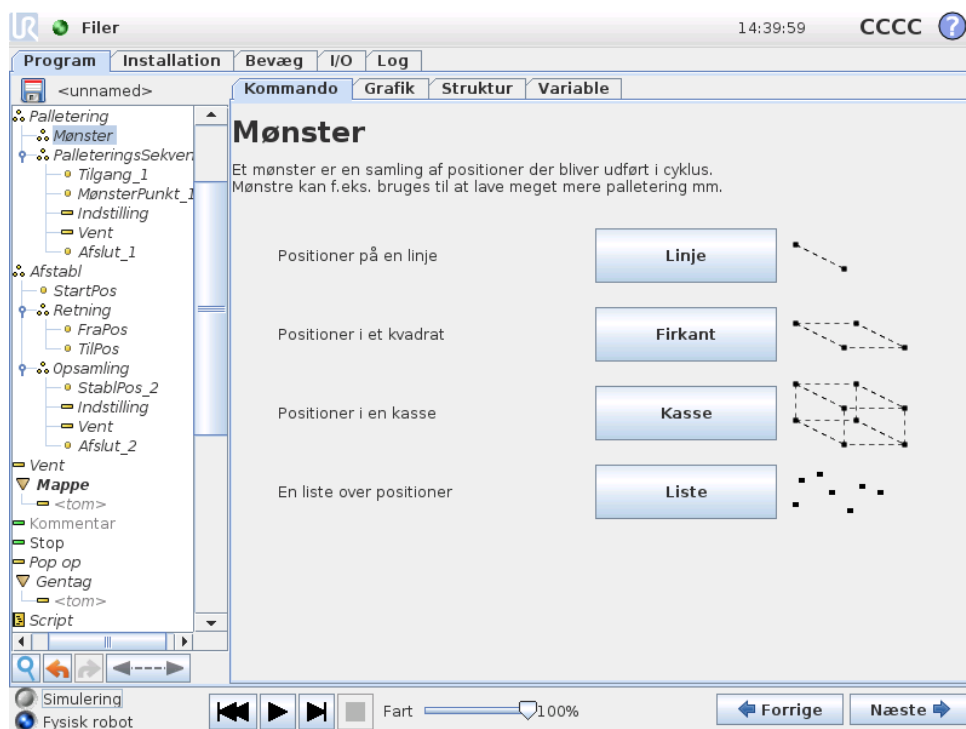 UR Filer 14:39:59 CCCC ?
Program Installation Bevæg I/O Log
<unnamed>
Kommando Grafik Struktur Variable
Palletering
Mønster
PalleteringsSekven
Tilgang_1
MønsterPunkt_1
Indstilling
Vent
Afslut_1
Afstabl
StartPos
Retning
FraPos
TilPos
Opsamling
StablPos_2
Indstilling
Vent
Afslut_2
Vent
Mappe
<tom>
Kommentar
Stop
Pop op
Gentag
<tom>
Script
Mønster
Et mønster er en samling af positioner der bliver udført i cyklus.
Mønstre kan f.eks. bruges til at lave meget mere palletering mm.
Positioner på en linje Linje
Positioner i et kvadrat Firkant
Positioner i en kasse Kasse
En liste over positioner Liste
Simulering
Fysisk robot
Fart 100%
Forrige Næste